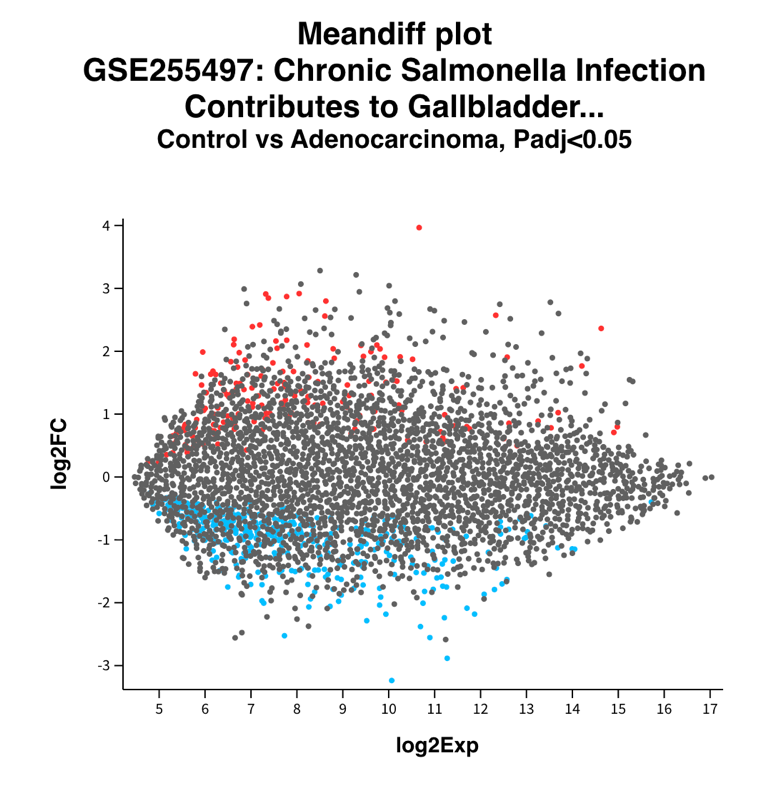 Meandiff plot
GSE255497: Chronic Salmonella Infection
Contributes to Gallbladder...
Control vs Adenocarcinoma, Padj<0.05
4
3
2
1
0
-1
-2
-3
log2FC
5 6 7 8 9 10 11 12 13 14 15 16 17
log2Exp